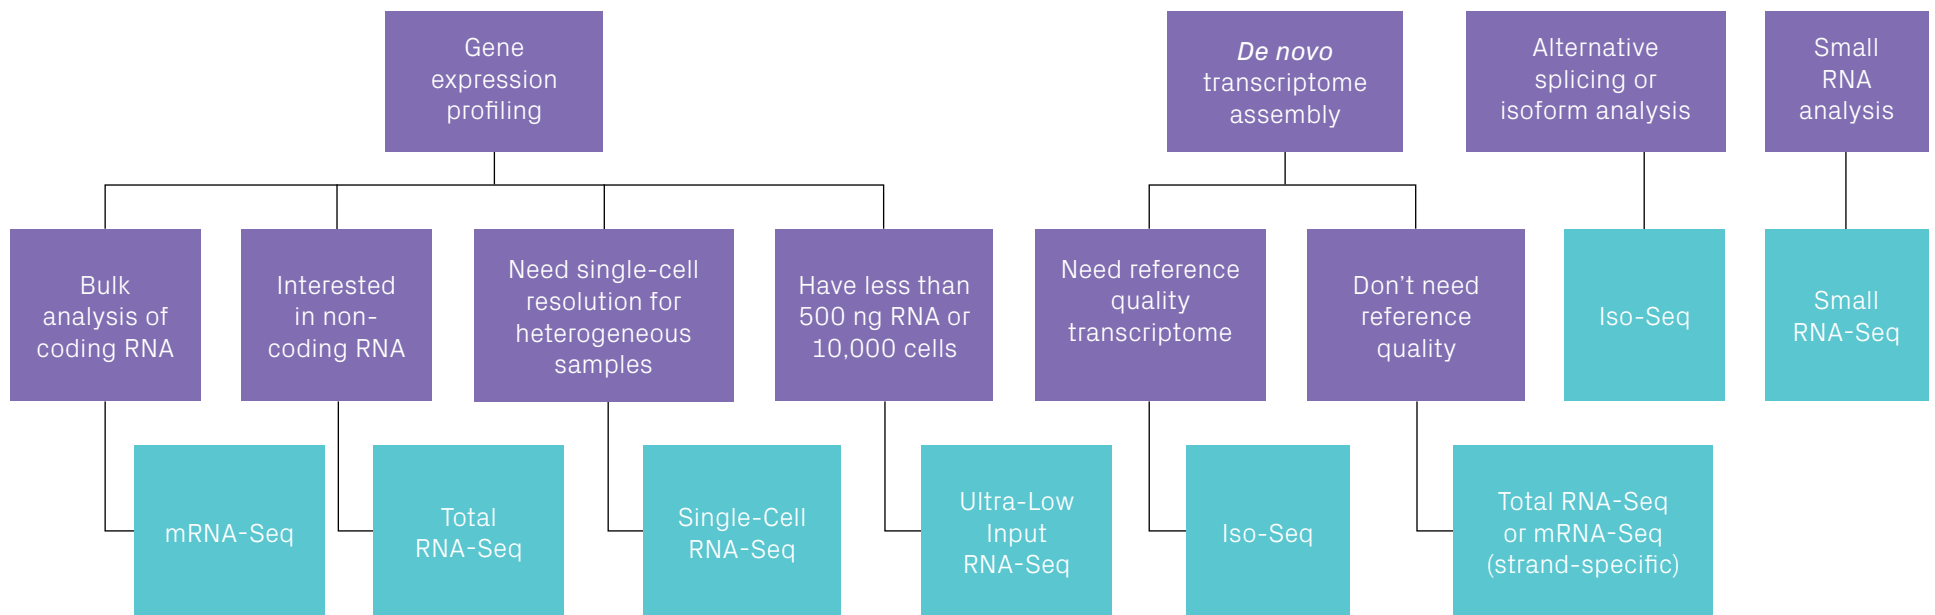 Gene
expression
profiling
De novo
transcriptome
assembly
Alternative
splicing or
isoform analysis
Small
RNA
analysis
Bulk
analysis of
coding RNA
Interested
in non-
coding RNA
Need single-cell
resolution for
heterogeneous
samples
Have less than
500 ng RNA or
10,000 cells
Need reference
quality
transcriptome
Don’t need
reference
quality
Iso-Seq
Small
RNA-Seq
mRNA-Seq
Total
RNA-Seq
Single-Cell
RNA-Seq
Ultra-Low
Input
RNA-Seq
Iso-Seq
Total RNA-Seq
or mRNA-Seq
(strand-specific)